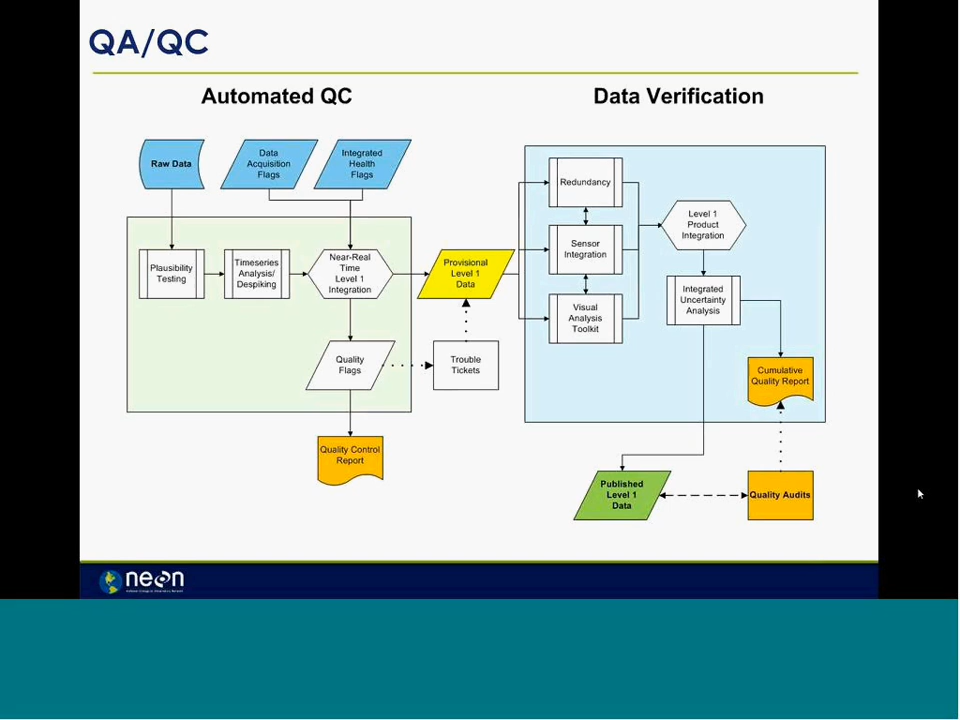 QA/QC
Automated QC
Data Verification
Raw Data
Data
Acquisition
Flags
Integrated
Health
Flags
Plausibility
Testing
Timeseries
Analysis/
Despiking
Near-Real
Time
Level 1
Integration
Provisional
Level 1
Data
Quality
Flags
Trouble
Tickets
Quality Control
Report
Redundancy
Sensor
Integration
Visual
Analysis
Toolkit
Level 1
Product
Integration
Integrated
Uncertainty
Analysis
Cumulative
Quality Report
Published
Level 1
Data
Quality Audits
neon